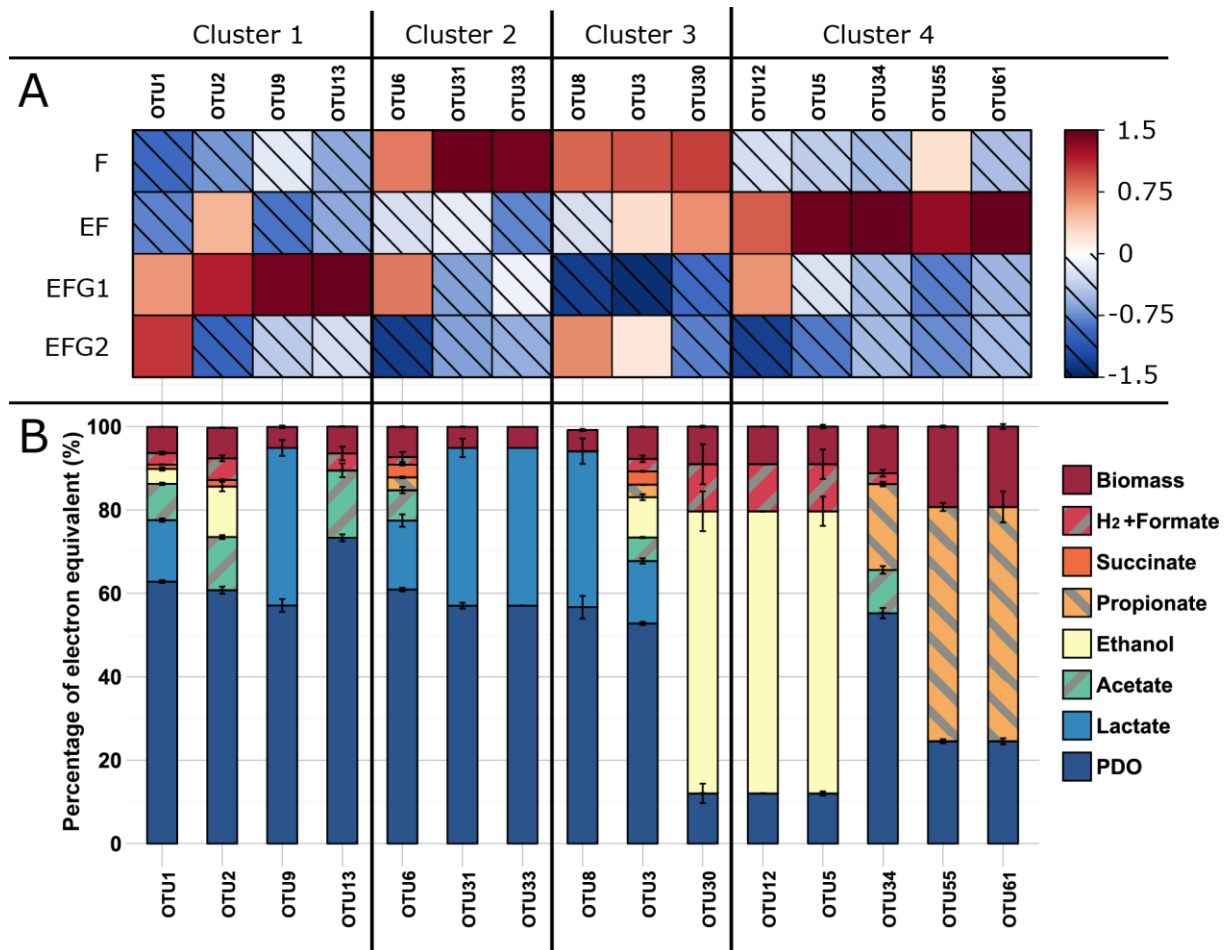 Cluster 1 Cluster 2 Cluster 3 Cluster 4
A
OTU1 OTU2 OTU9 OTU13 OTU6 OTU31 OTU33 OTU8 OTU3 OTU30 OTU12 OTU5 OTU34 OTU55 OTU61
F
EF
EFG1
EFG2
1.5
0.75
0
-0.75
-1.5
B
Percentage of electron equivalent (%)
100
80
60
40
20
0
Biomass
H2 +Formate
Succinate
Propionate
Ethanol
Acetate
Lactate
PDO
OTU1 OTU2 OTU9 OTU13 OTU6 OTU31 OTU33 OTU8 OTU3 OTU30 OTU12 OTU5 OTU34 OTU55 OTU61